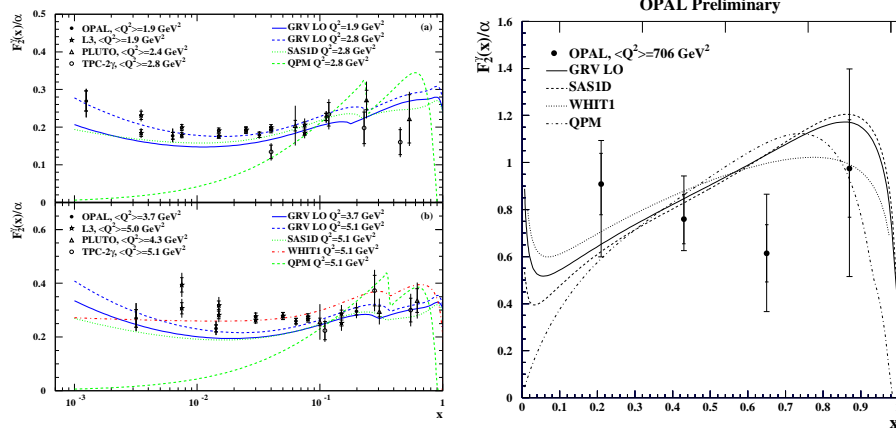 F₂^γ(x)/α
0.5
0.4
0.3
0.2
0.1
0
OPAL, <Q²>=1.9 GeV²
L3, <Q²>=1.9 GeV²
PLUTO, <Q²>=2.4 GeV²
TPC-2γ, <Q²>=2.8 GeV²
GRV LO Q²=1.9 GeV²
GRV LO Q²=2.8 GeV²
SAS1D Q²=2.8 GeV²
QPM Q²=2.8 GeV²
(a)
F₂^γ(x)/α
0.6
0.4
0.2
0
OPAL, <Q²>=3.7 GeV²
L3, <Q²>=5.0 GeV²
PLUTO, <Q²>=4.3 GeV²
TPC-2γ, <Q²>=5.1 GeV²
GRV LO Q²=3.7 GeV²
GRV LO Q²=5.1 GeV²
SAS1D Q²=5.1 GeV²
WHIT1 Q²=5.1 GeV²
QPM Q²=5.1 GeV²
(b)
10⁻³ 10⁻² 10⁻¹ 1
x
OPAL Preliminary
F₂^γ(x)/α
1.6
1.4
1.2
1
0.8
0.6
0.4
0.2
0
OPAL, <Q²>=706 GeV²
GRV LO
SAS1D
WHIT1
QPM
0 0.1 0.2 0.3 0.4 0.5 0.6 0.7 0.8 0.9
x